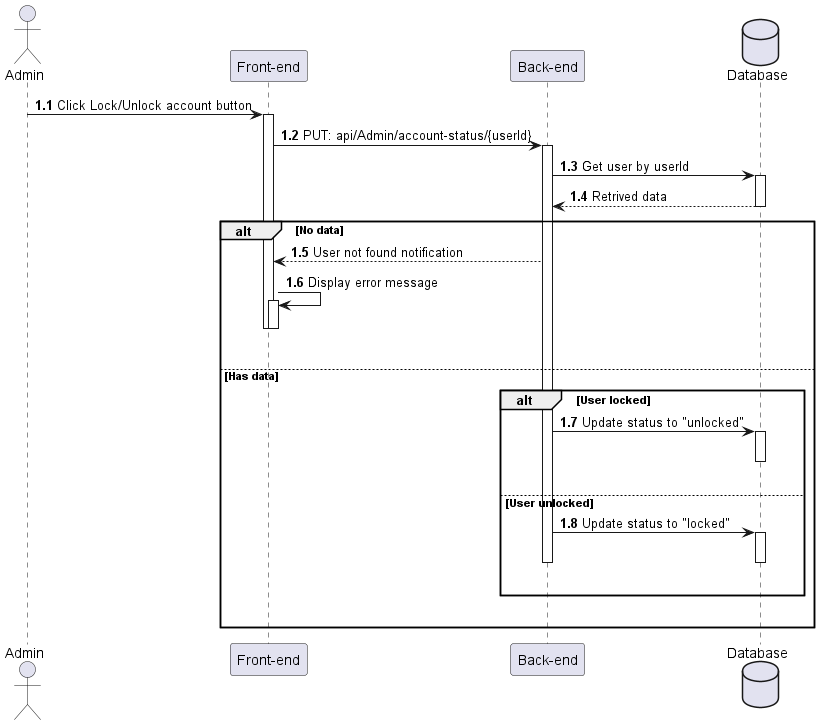 Admin
Front-end
Back-end
Database
1.1 Click Lock/Unlock account button
1.2 PUT: api/Admin/account-status/{userId}
1.3 Get user by userId
1.4 Retrived data
alt [No data]
1.5 User not found notification
1.6 Display error message
[Has data]
alt [User locked]
1.7 Update status to "unlocked"
[User unlocked]
1.8 Update status to "locked"
Admin
Front-end
Back-end
Database